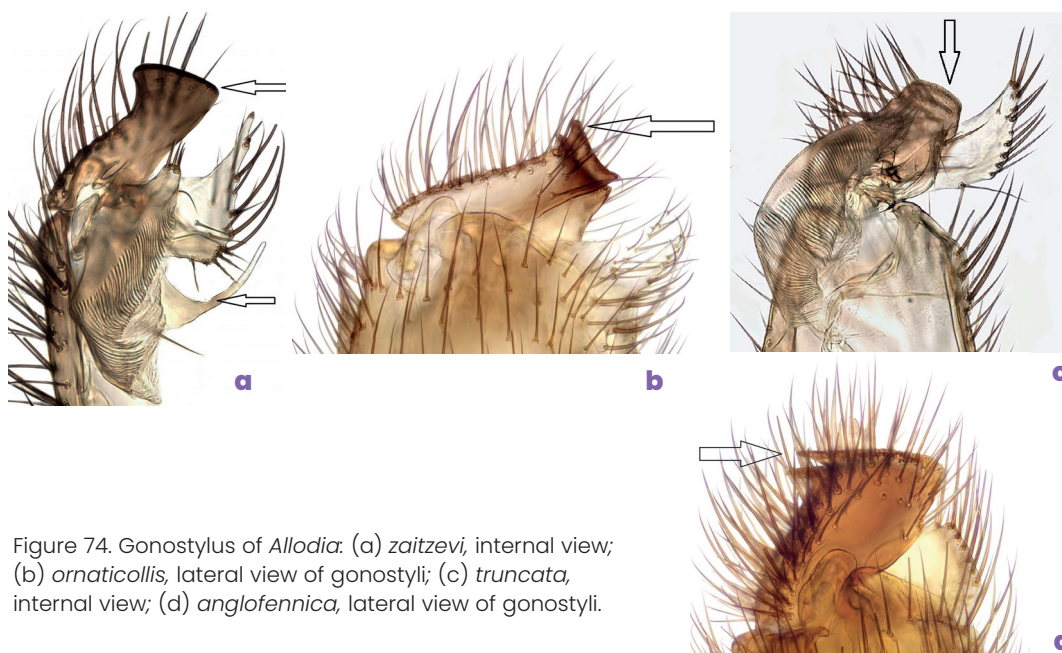 a
b
c
d
Figure 74. Gonostylus of Allodia: (a) zaitzevi, internal view;
(b) ornaticollis, lateral view of gonostyli; (c) truncata,
internal view; (d) anglofennica, lateral view of gonostyli.